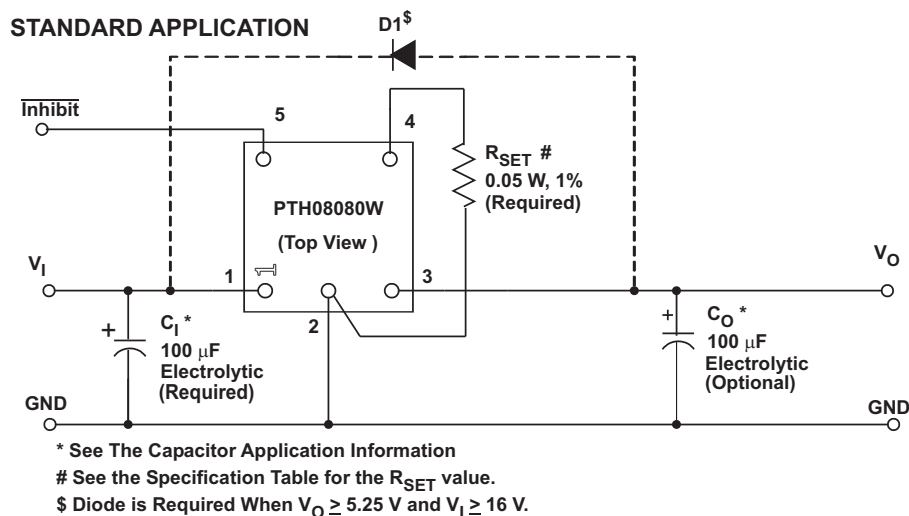 STANDARD APPLICATION
D1$
Inhibit
5
4
RSET #
0.05 W, 1%
(Required)
PTH08080W
(Top View )
VI
1
3
VO
2
+
CI *
100 μF
Electrolytic
(Required)
+
CO *
100 μF
Electrolytic
(Optional)
GND
GND
* See The Capacitor Application Information
# See the Specification Table for the RSET value.
$ Diode is Required When VO ≥ 5.25 V and VI ≥ 16 V.